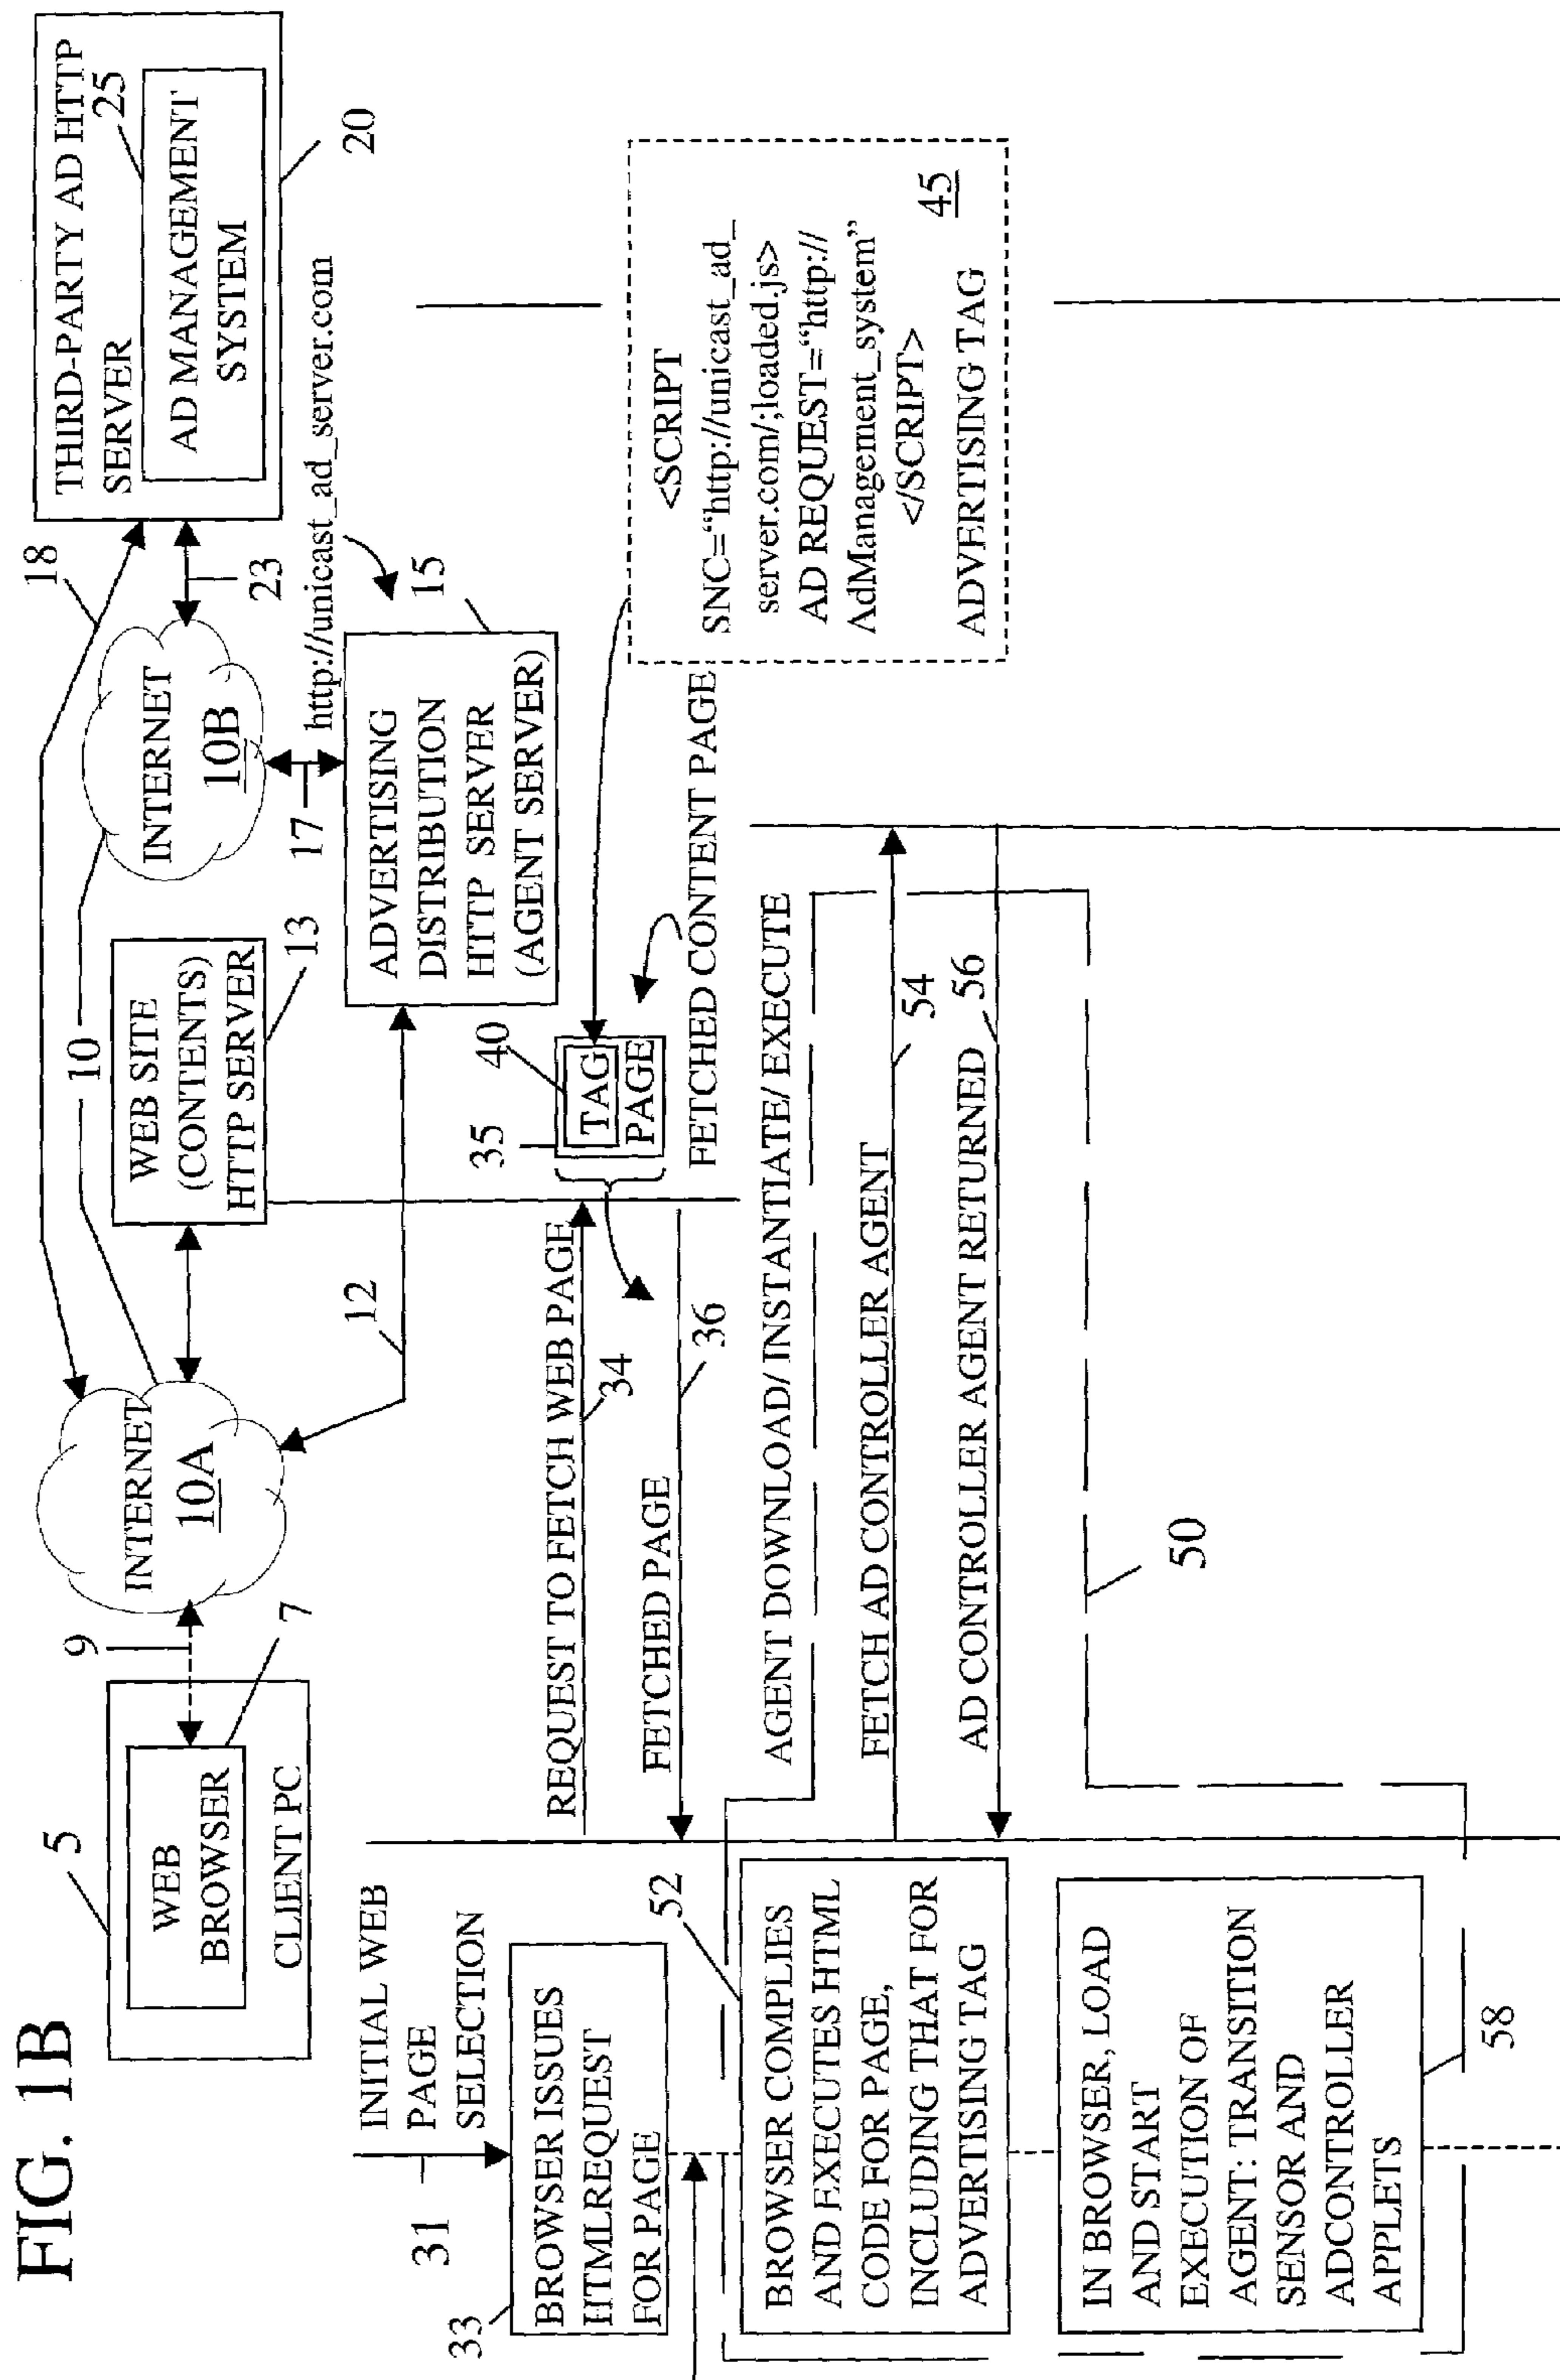 FIG. 1B
5
WEB
BROWSER
CLIENT PC
7
9
INTERNET
10A
10
18
WEB SITE
(CONTENTS)
HTTP SERVER
13
INTERNET
10B
23
17
12
THIRD-PARTY AD HTTP
SERVER
25
AD MANAGEMENT
SYSTEM
20
http://unicast_ad_server.com
15
ADVERTISING
DISTRIBUTION
HTTP SERVER
(AGENT SERVER)
INITIAL WEB
PAGE
SELECTION
31
33
BROWSER ISSUES
HTMLREQUEST
FOR PAGE
REQUEST TO FETCH WEB PAGE
34
FETCHED PAGE
36
35
40
TAG
PAGE
FETCHED CONTENT PAGE
<SCRIPT
SNC="http://unicast_ad_
server.com/;loaded.js>
AD REQUEST="http://
AdManagement_system"
</SCRIPT>
45
ADVERTISING TAG
52
BROWSER COMPLIES
AND EXECUTES HTML
CODE FOR PAGE,
INCLUDING THAT FOR
ADVERTISING TAG
AGENT DOWNLOAD/ INSTANTIATE/ EXECUTE
FETCH AD CONTROLLER AGENT
54
AD CONTROLLER AGENT RETURNED
56
50
IN BROWSER, LOAD
AND START
EXECUTION OF
AGENT: TRANSITION
SENSOR AND
ADCONTROLLER
APPLETS
58